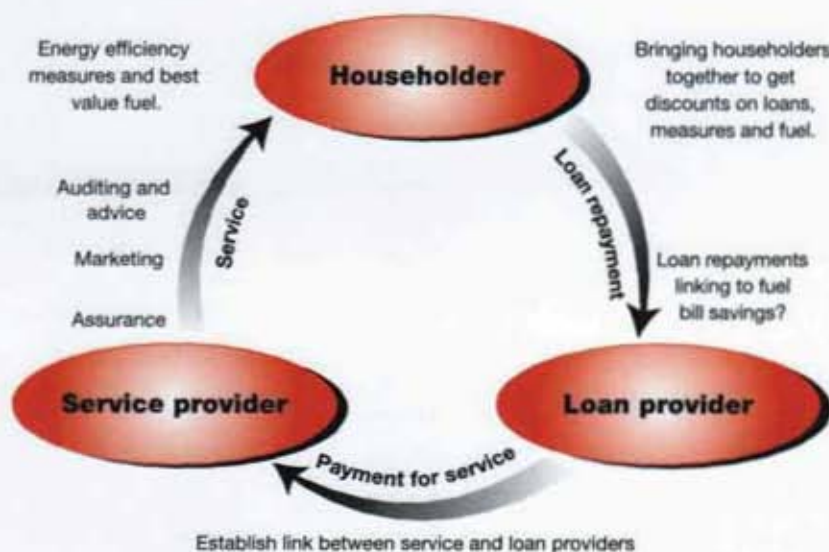 Energy efficiency
measures and best
value fuel.
Householder
Bringing householders
together to get
discounts on loans,
measures and fuel.
Auditing and
advice
Marketing
Assurance
Service
Loan repayment
Loan repayments
linking to fuel
bill savings?
Service provider
Loan provider
Payment for service
Establish link between service and loan providers